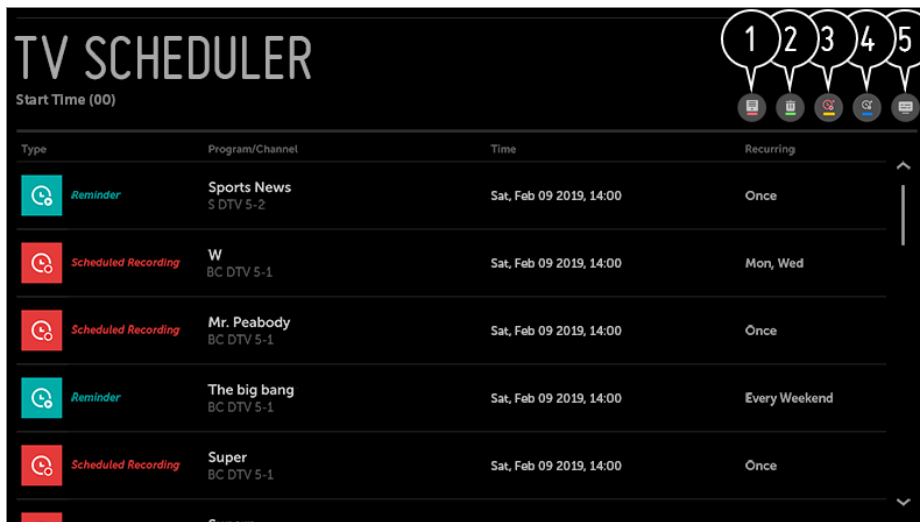 TV SCHEDULER
1 2 3 4 5
Start Time (00)
Type Program/Channel Time Recurring
Reminder Sports News Sat, Feb 09 2019, 14:00 Once
S DTV 5-2
Scheduled Recording W Sat, Feb 09 2019, 14:00 Mon, Wed
BC DTV 5-1
Scheduled Recording Mr. Peabody Sat, Feb 09 2019, 14:00 Once
BC DTV 5-1
Reminder The big bang Sat, Feb 09 2019, 14:00 Every Weekend
BC DTV 5-1
Scheduled Recording Super Sat, Feb 09 2019, 14:00 Once
BC DTV 5-1